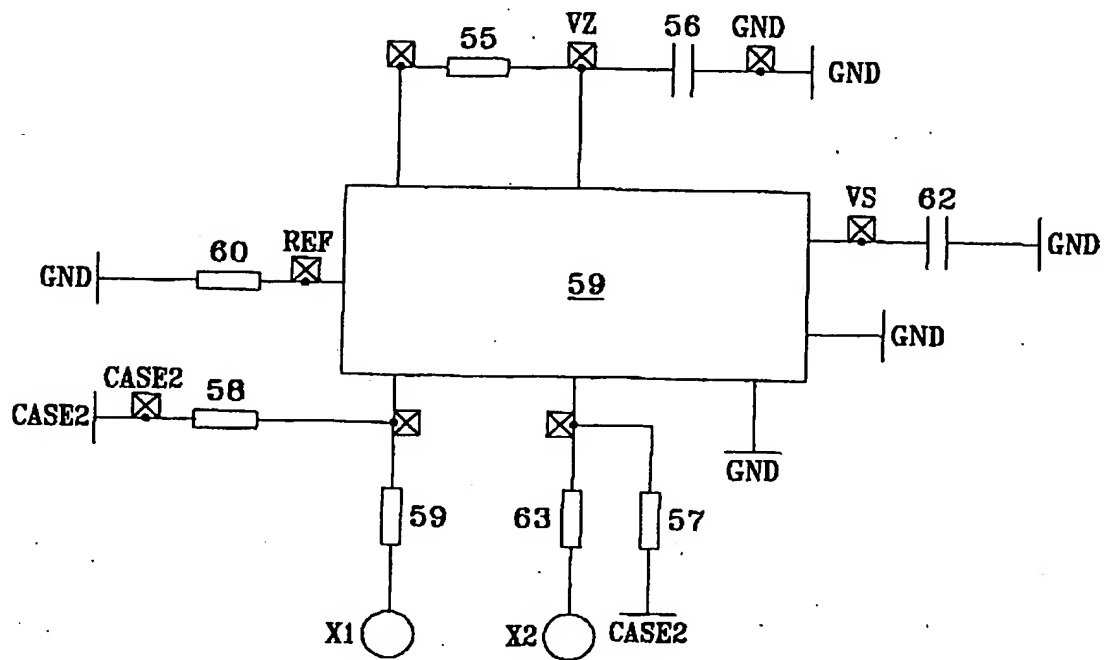 55 VZ 56 GND
GND
VS 62
GND
60 REF
GND
59
GND
CASE2 58
CASE2
GND
59 63 57
X1 X2 CASE2